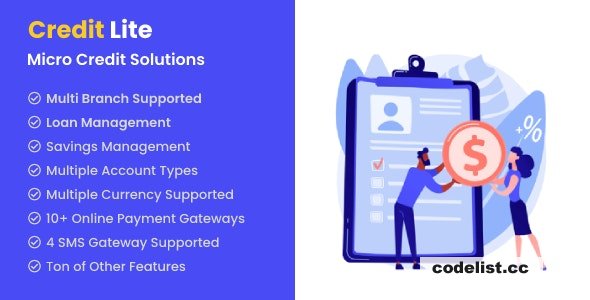 Credit Lite
Micro Credit Solutions
Multi Branch Supported
Loan Management
Savings Management
Multiple Account Types
Multiple Currency Supported
10+ Online Payment Gateways
4 SMS Gateway Supported
Ton of Other Features
+%
$
codelist.cc